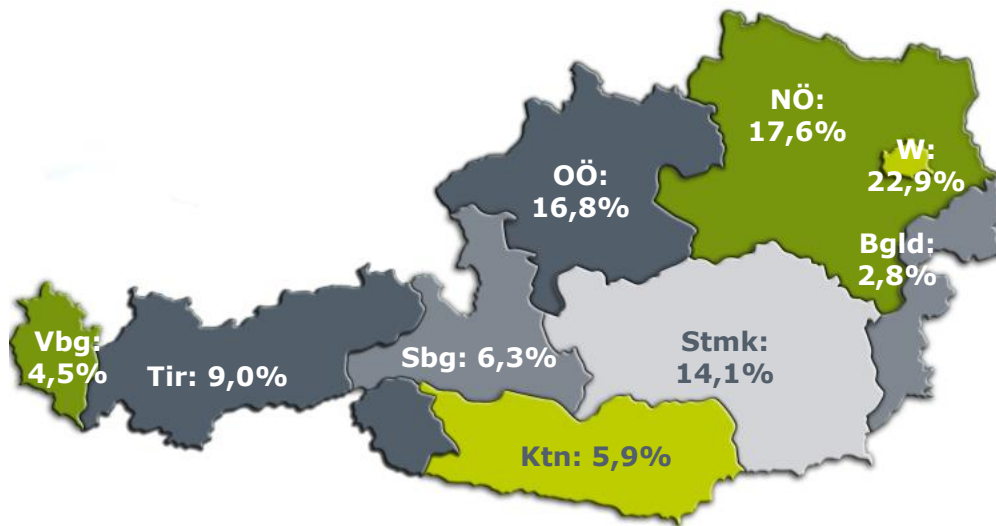 NÖ:
17,6%
W:
22,9%
OÖ:
16,8%
Bgld:
2,8%
Vbg:
4,5%
Tir: 9,0%
Sbg: 6,3%
Stmk:
14,1%
Ktn: 5,9%